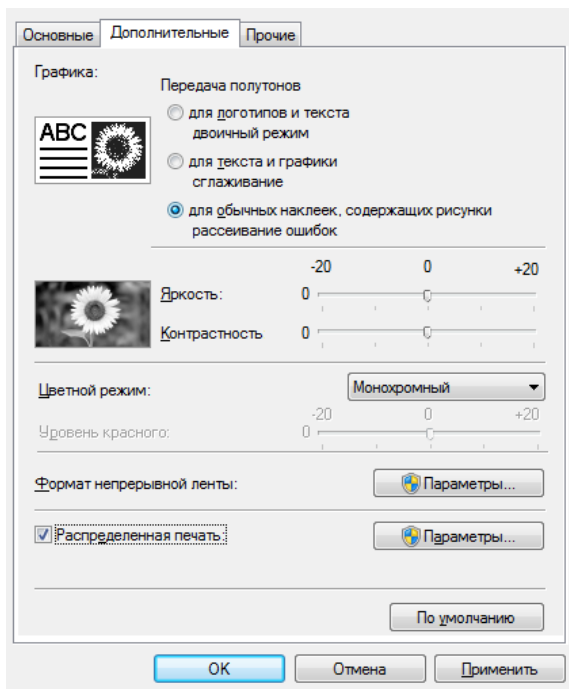 Основные Дополнительные Прочие
Графика:
Передача полутонов
для логотипов и текста
двоичный режим
ABC
для текста и графики
сглаживание
для обычных наклеек, содержащих рисунки
рассеивание ошибок
-20 0 +20
Яркость: 0
Контрастность 0
Цветной режим: Монохромный
-20 0 +20
Уровень красного: 0
Формат непрерывной ленты: Параметры...
Распределенная печать: Параметры...
По умолчанию
OK Отмена Применить